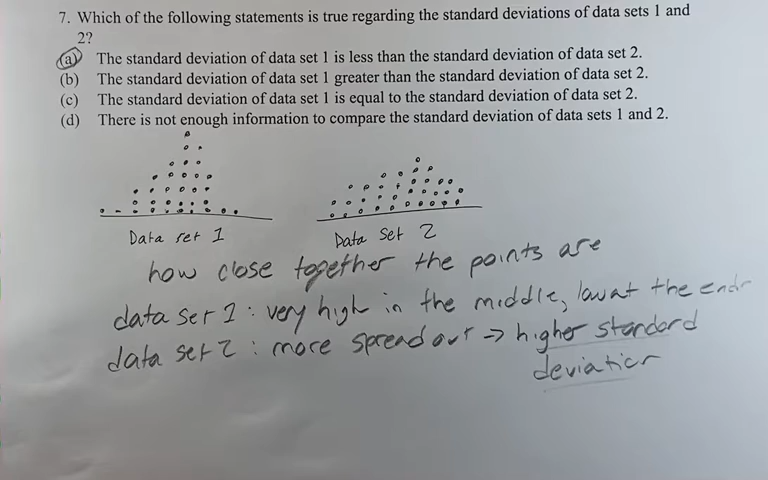 7. Which of the following statements is true regarding the standard deviations of data sets 1 and
2?
(a) The standard deviation of data set 1 is less than the standard deviation of data set 2.
(b) The standard deviation of data set 1 greater than the standard deviation of data set 2.
(c) The standard deviation of data set 1 is equal to the standard deviation of data set 2.
(d) There is not enough information to compare the standard deviation of data sets 1 and 2.
Data set 1
Data Set 2
how close together the points are
data set 1: very high in the middle, low at the ends
data set 2: more spread out -> higher standard
deviation